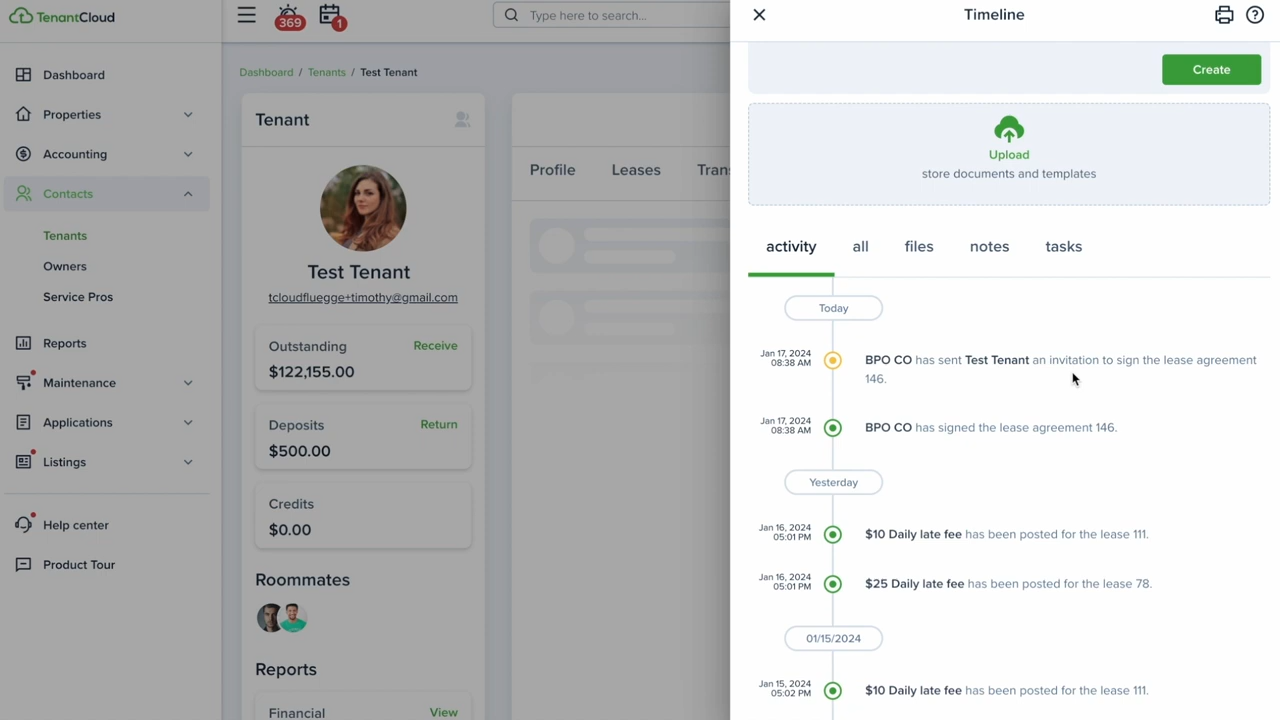 TenantCloud
369
1
Type here to search...
Dashboard
Properties
Accounting
Contacts
Tenants
Owners
Service Pros
Reports
Maintenance
Applications
Listings
Help center
Product Tour
Dashboard / Tenants / Test Tenant
Tenant
Test Tenant
tcloudfluegge+timothy@gmail.com
Outstanding
Receive
$122,155.00
Deposits
Return
$500.00
Credits
$0.00
Roommates
Reports
Financial
View
Profile
Leases
Tran
Timeline
Create
Upload
store documents and templates
activity
all
files
notes
tasks
Today
Jan 17, 2024
08:38 AM
BPO CO has sent Test Tenant an invitation to sign the lease agreement
146.
Jan 17, 2024
08:38 AM
BPO CO has signed the lease agreement 146.
Yesterday
Jan 16, 2024
05:01 PM
$10 Daily late fee has been posted for the lease 111.
Jan 16, 2024
05:01 PM
$25 Daily late fee has been posted for the lease 78.
01/15/2024
Jan 15, 2024
05:02 PM
$10 Daily late fee has been posted for the lease 111.